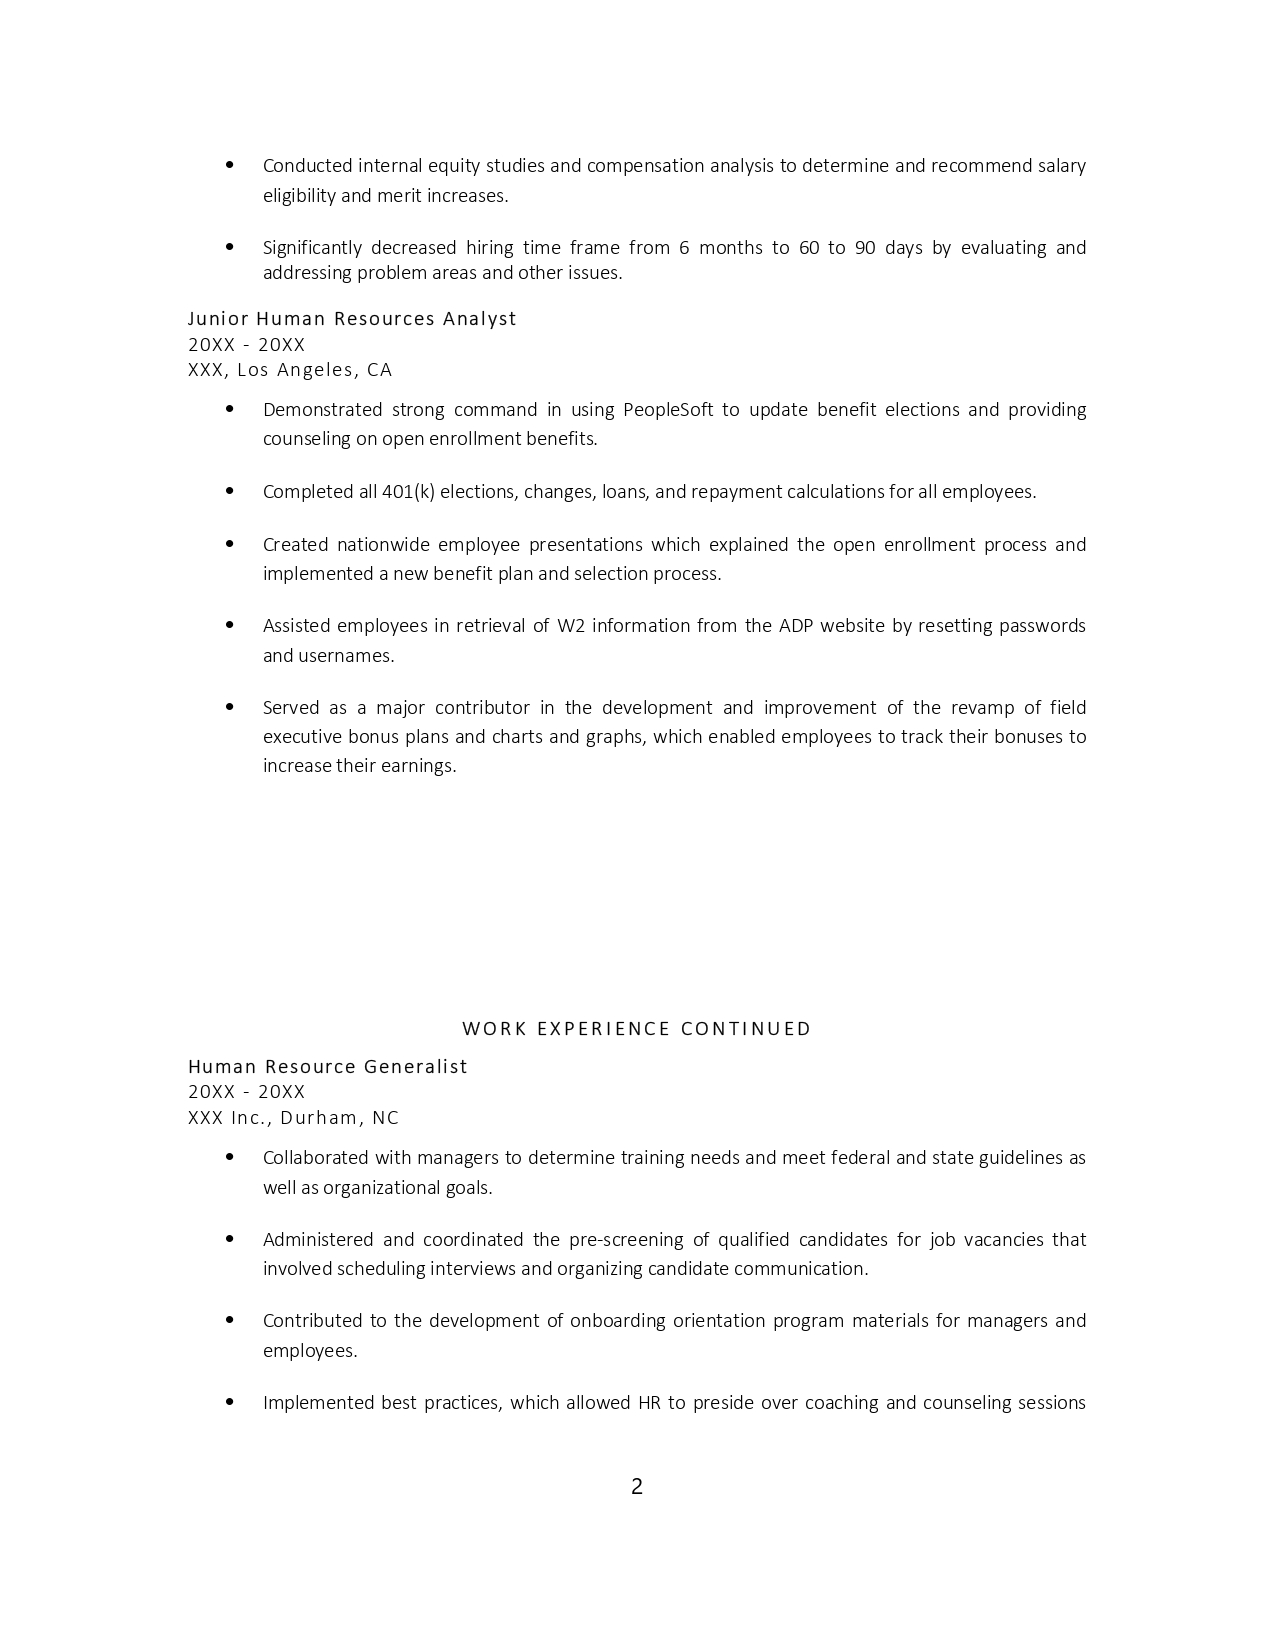 • Conducted internal equity studies and compensation analysis to determine and recommend salary
eligibility and merit increases.
• Significantly decreased hiring time frame from 6 months to 60 to 90 days by evaluating and
addressing problem areas and other issues.
Junior Human Resources Analyst
20XX - 20XX
XXX, Los Angeles, CA
• Demonstrated strong command in using PeopleSoft to update benefit elections and providing
counseling on open enrollment benefits.
• Completed all 401(k) elections, changes, loans, and repayment calculations for all employees.
• Created nationwide employee presentations which explained the open enrollment process and
implemented a new benefit plan and selection process.
• Assisted employees in retrieval of W2 information from the ADP website by resetting passwords
and usernames.
• Served as a major contributor in the development and improvement of the revamp of field
executive bonus plans and charts and graphs, which enabled employees to track their bonuses to
increase their earnings.
WORK EXPERIENCE CONTINUED
Human Resource Generalist
20XX - 20XX
XXX Inc., Durham, NC
• Collaborated with managers to determine training needs and meet federal and state guidelines as
well as organizational goals.
• Administered and coordinated the pre-screening of qualified candidates for job vacancies that
involved scheduling interviews and organizing candidate communication.
• Contributed to the development of onboarding orientation program materials for managers and
employees.
• Implemented best practices, which allowed HR to preside over coaching and counseling sessions
2